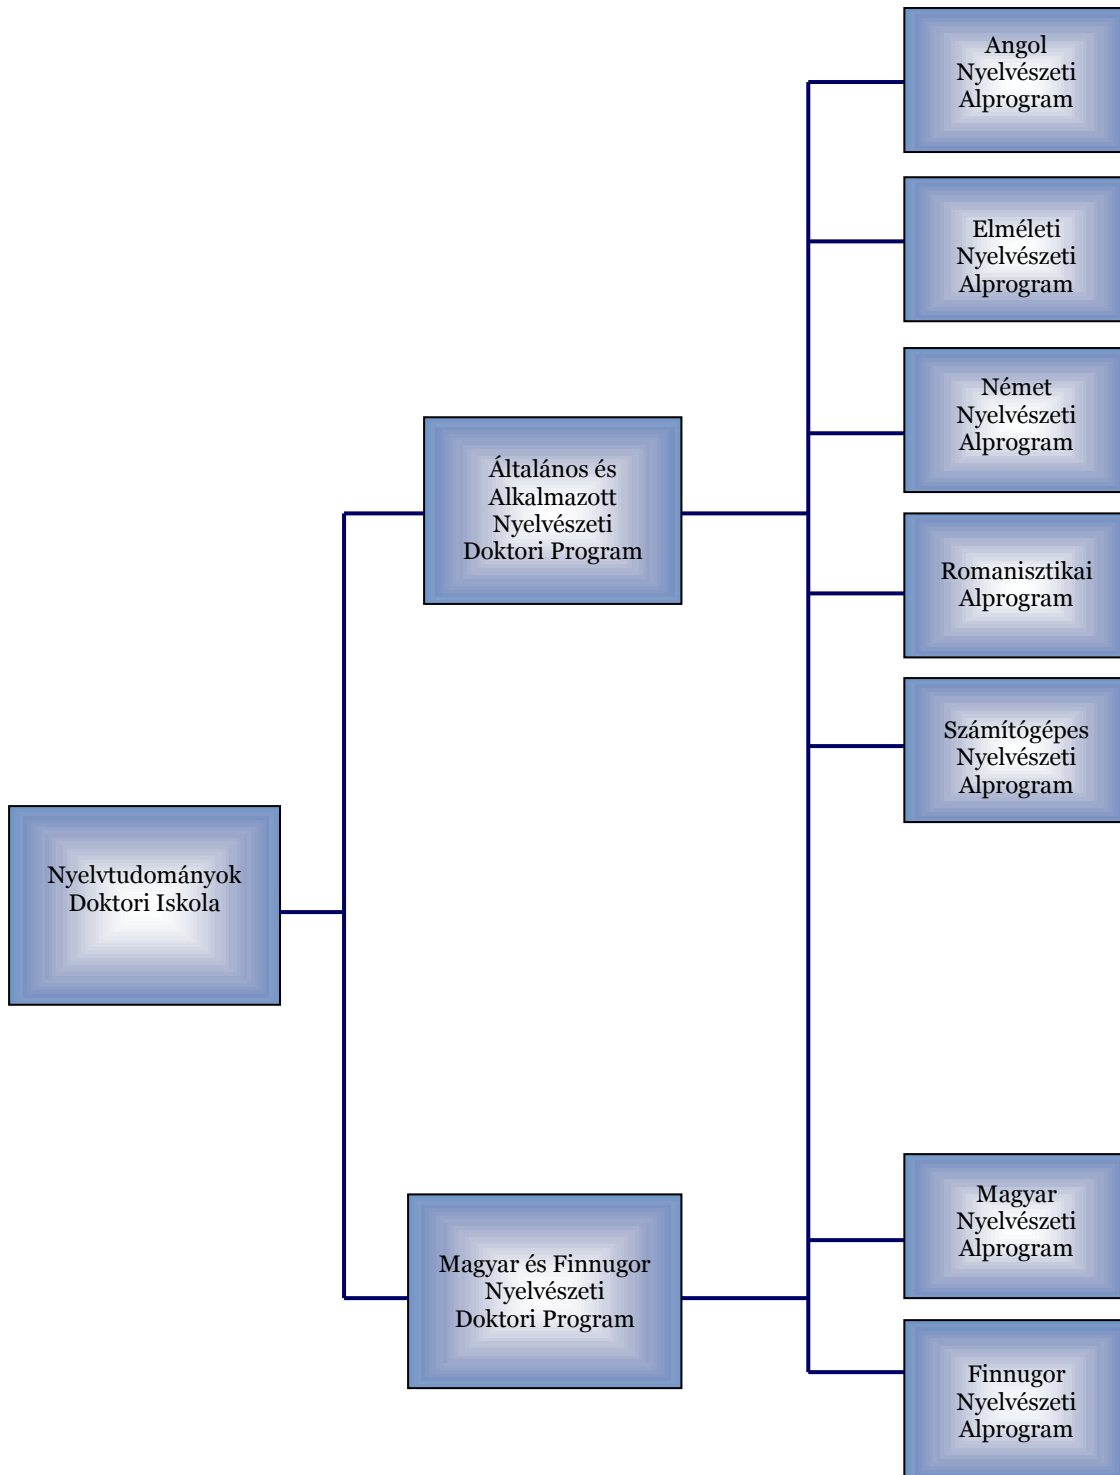 Angol
Nyelvészeti
Alprogram
Elméleti
Nyelvészeti
Alprogram
Német
Nyelvészeti
Alprogram
Általános és
Alkalmazott
Nyelvészeti
Doktori Program
Romanisztikai
Alprogram
Számítógépes
Nyelvészeti
Alprogram
Nyelvtudományok
Doktori Iskola
Magyar
Nyelvészeti
Alprogram
Magyar és Finnugor
Nyelvészeti
Doktori Program
Finnugor
Nyelvészeti
Alprogram